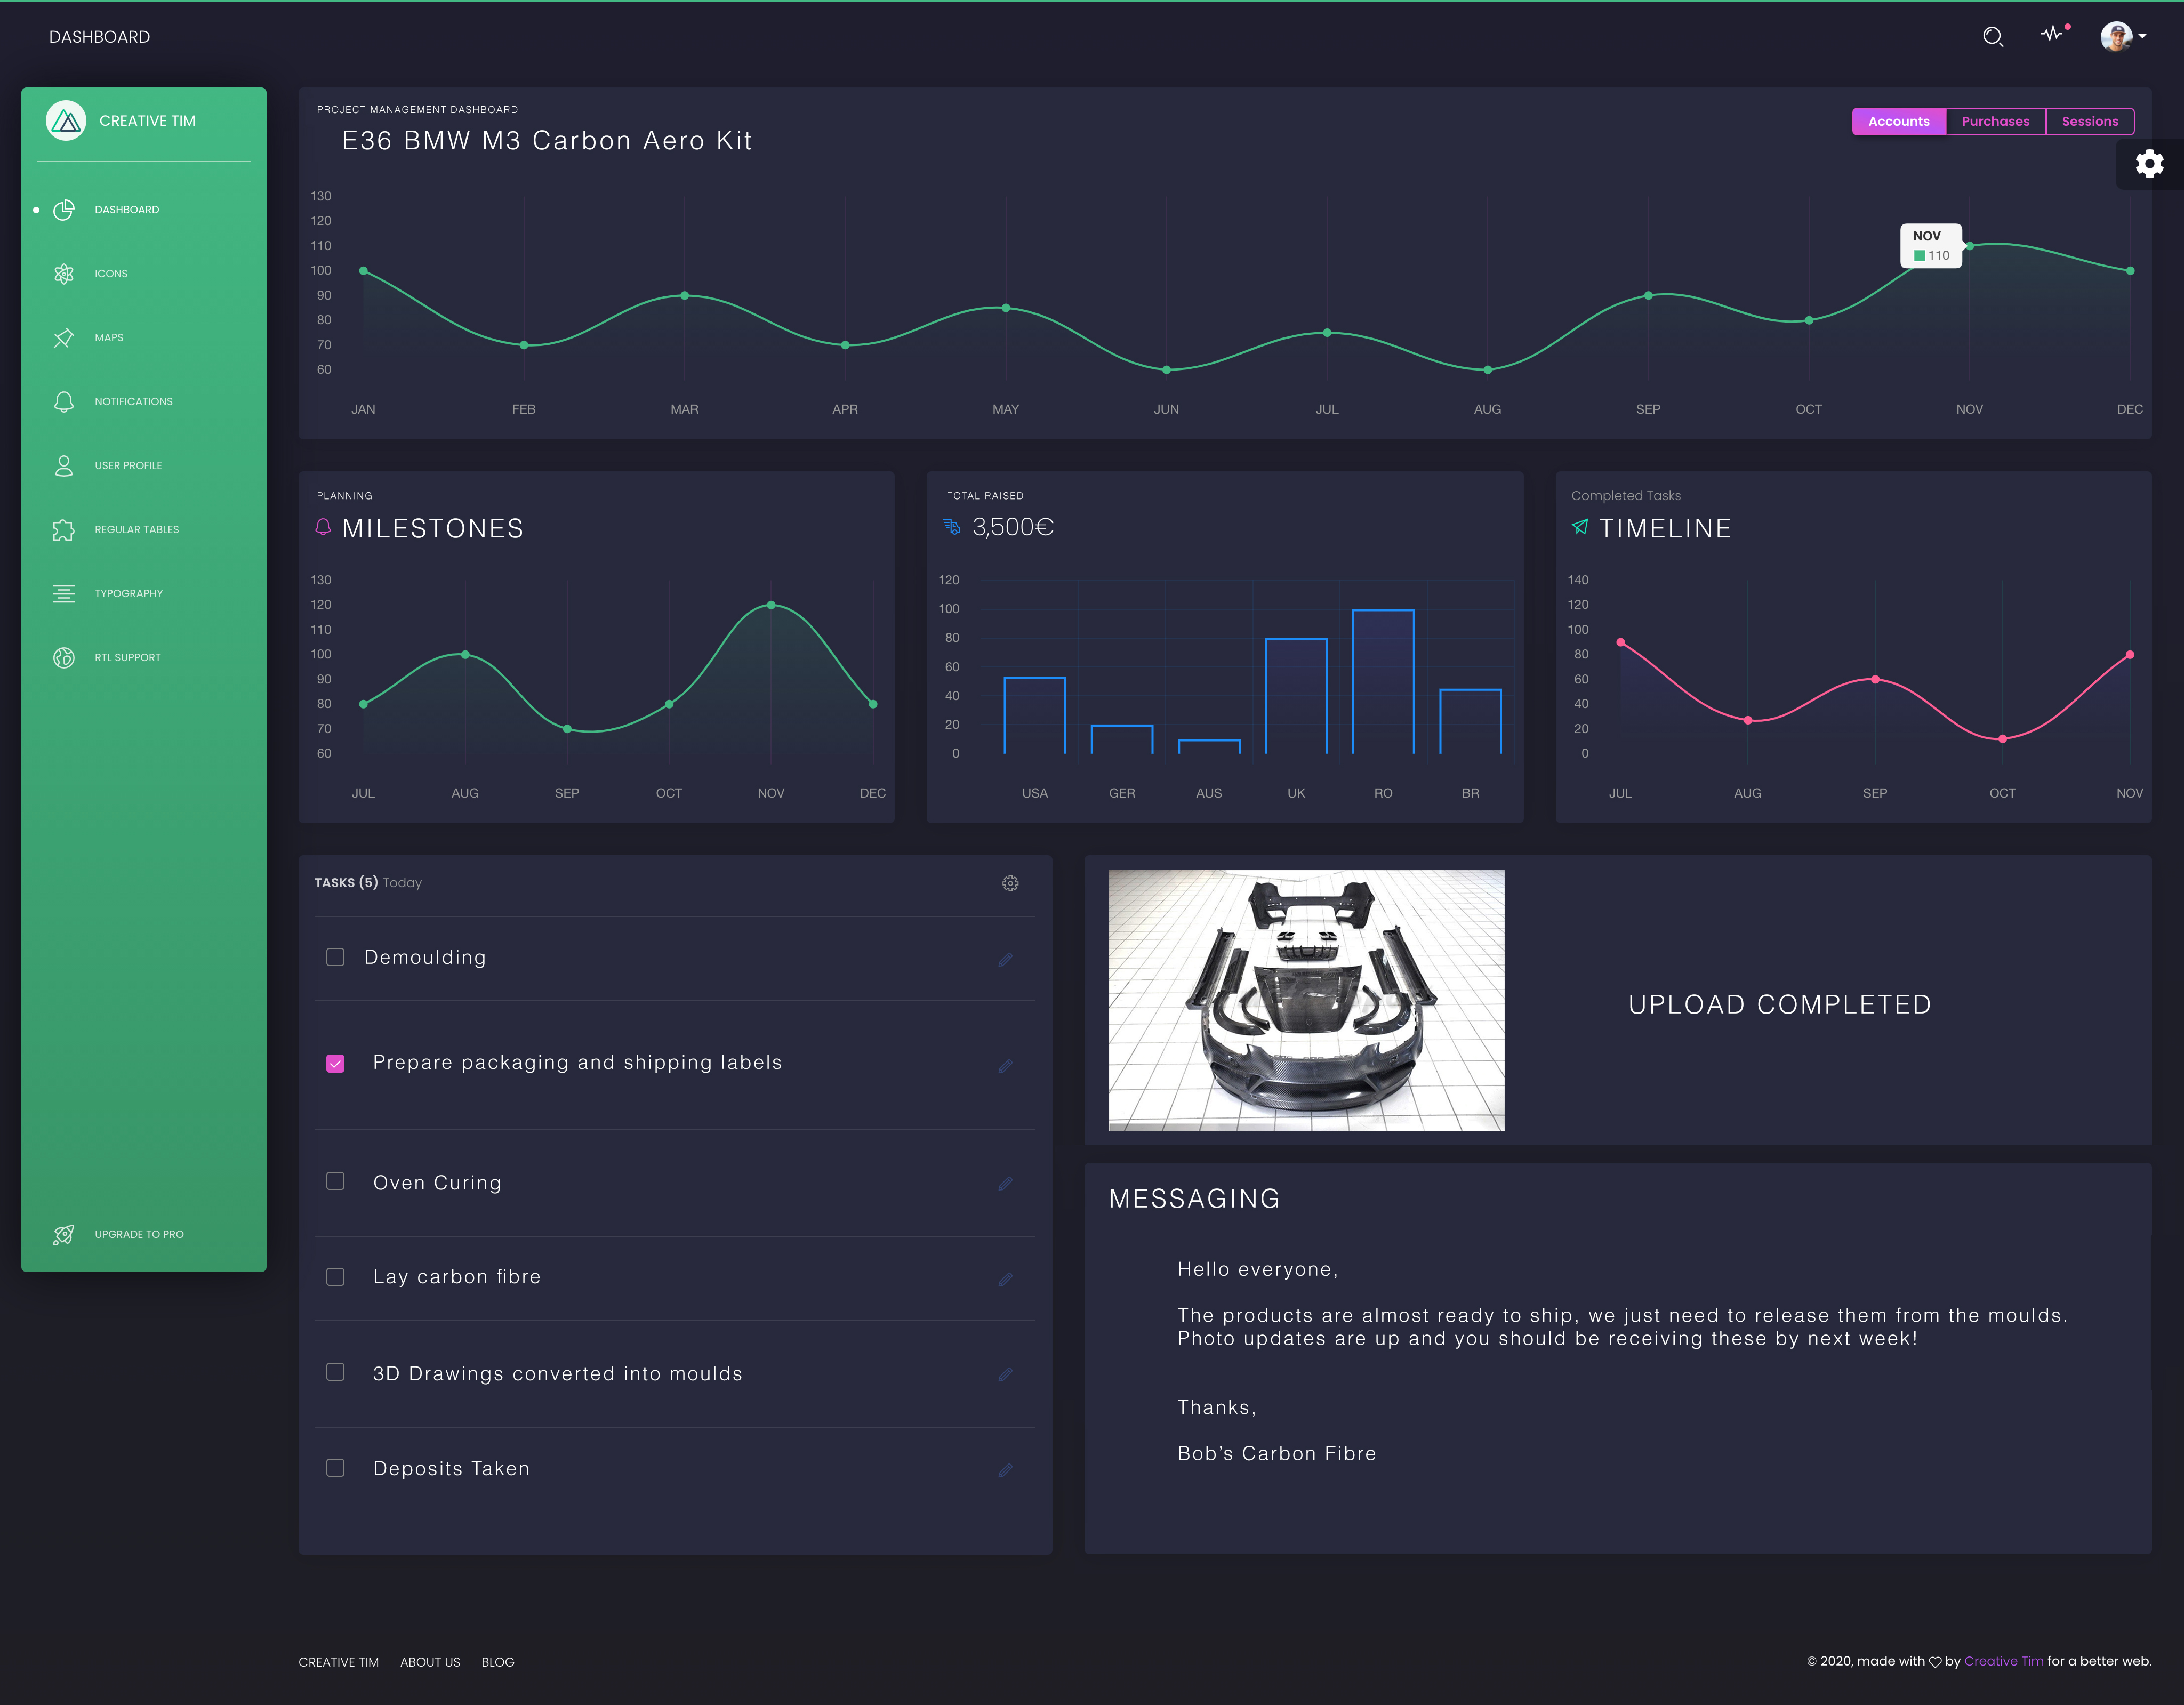 DASHBOARD
CREATIVE TIM
DASHBOARD
ICONS
MAPS
NOTIFICATIONS
USER PROFILE
REGULAR TABLES
TYPOGRAPHY
RTL SUPPORT
UPGRADE TO PRO
PROJECT MANAGEMENT DASHBOARD
E36 BMW M3 Carbon Aero Kit
Accounts Purchases Sessions
130
120
110
100
90
80
70
60
NOV
110
JAN FEB MAR APR MAY JUN JUL AUG SEP OCT NOV DEC
PLANNING
MILESTONES
130
120
110
100
90
80
70
60
JUL AUG SEP OCT NOV DEC
TOTAL RAISED
3,500€
120
100
80
60
40
20
0
USA GER AUS UK RO BR
Completed Tasks
TIMELINE
140
120
100
80
60
40
20
0
JUL AUG SEP OCT NOV
TASKS (5) Today
Demoulding
Prepare packaging and shipping labels
Oven Curing
Lay carbon fibre
3D Drawings converted into moulds
Deposits Taken
UPLOAD COMPLETED
MESSAGING
Hello everyone,
The products are almost ready to ship, we just need to release them from the moulds.
Photo updates are up and you should be receiving these by next week!
Thanks,
Bob's Carbon Fibre
CREATIVE TIM ABOUT US BLOG
© 2020, made with ♡ by Creative Tim for a better web.